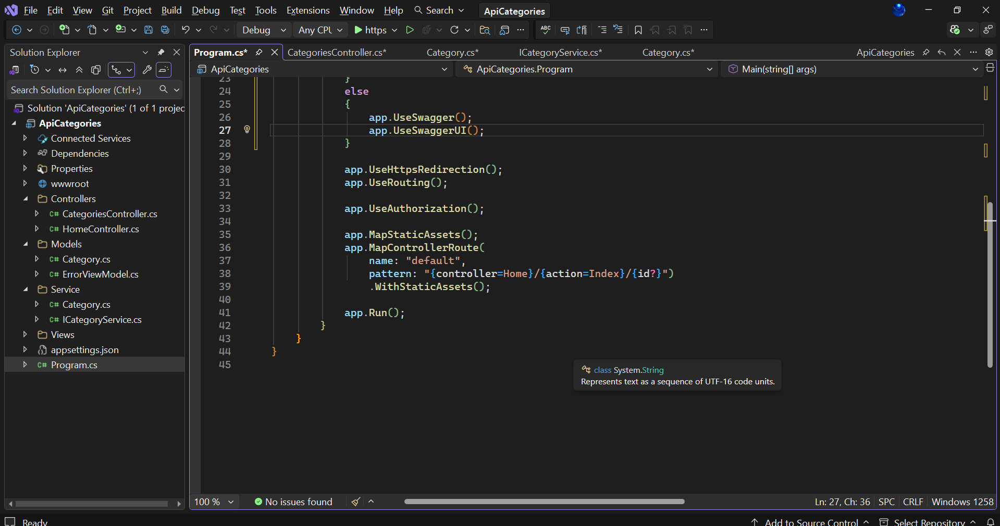 File Edit View Git Project Build Debug Test Tools Extensions Window Help Search ApiCategories
Debug Any CPU https
Solution Explorer
Program.cs* CategoriesController.cs* Category.cs* ICategoryService.cs* Category.cs* ApiCategories
ApiCategories ApiCategories.Program Main(string[] args)
Search Solution Explorer (Ctrl+;)
Solution 'ApiCategories' (1 of 1 projec
ApiCategories
Connected Services
Dependencies
Properties
wwwroot
Controllers
C# CategoriesController.cs
C# HomeController.cs
Models
C# Category.cs
C# ErrorViewModel.cs
Service
C# Category.cs
C# ICategoryService.cs
Views
appsettings.json
C# Program.cs
23 }
24 else
25 {
26 app.UseSwagger();
27 app.UseSwaggerUI();
28 }
29
30 app.UseHttpsRedirection();
31 app.UseRouting();
32
33 app.UseAuthorization();
34
35 app.MapStaticAssets();
36 app.MapControllerRoute(
37 name: "default",
38 pattern: "{controller=Home}/{action=Index}/{id?}")
39 .WithStaticAssets();
40
41 app.Run();
42 }
43 }
44 }
45
class System.String
Represents text as a sequence of UTF-16 code units.
100 % No issues found Ln: 27, Ch: 36 SPC CRLF Windows 1258
Ready Add to Source Control Select Repository